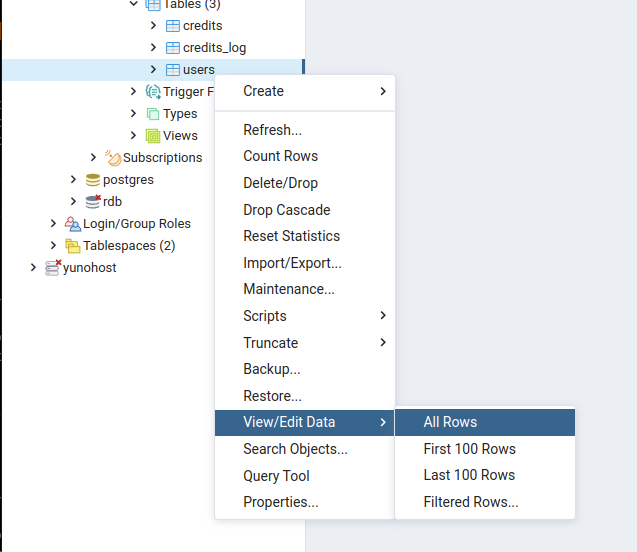 Tables (3)
credits
credits_log
users
Trigger F
Types
Views
Subscriptions
postgres
rdb
Login/Group Roles
Tablespaces (2)
yunohost
Create
Refresh...
Count Rows
Delete/Drop
Drop Cascade
Reset Statistics
Import/Export...
Maintenance...
Scripts
Truncate
Backup...
Restore...
View/Edit Data
Search Objects...
Query Tool
Properties...
All Rows
First 100 Rows
Last 100 Rows
Filtered Rows...